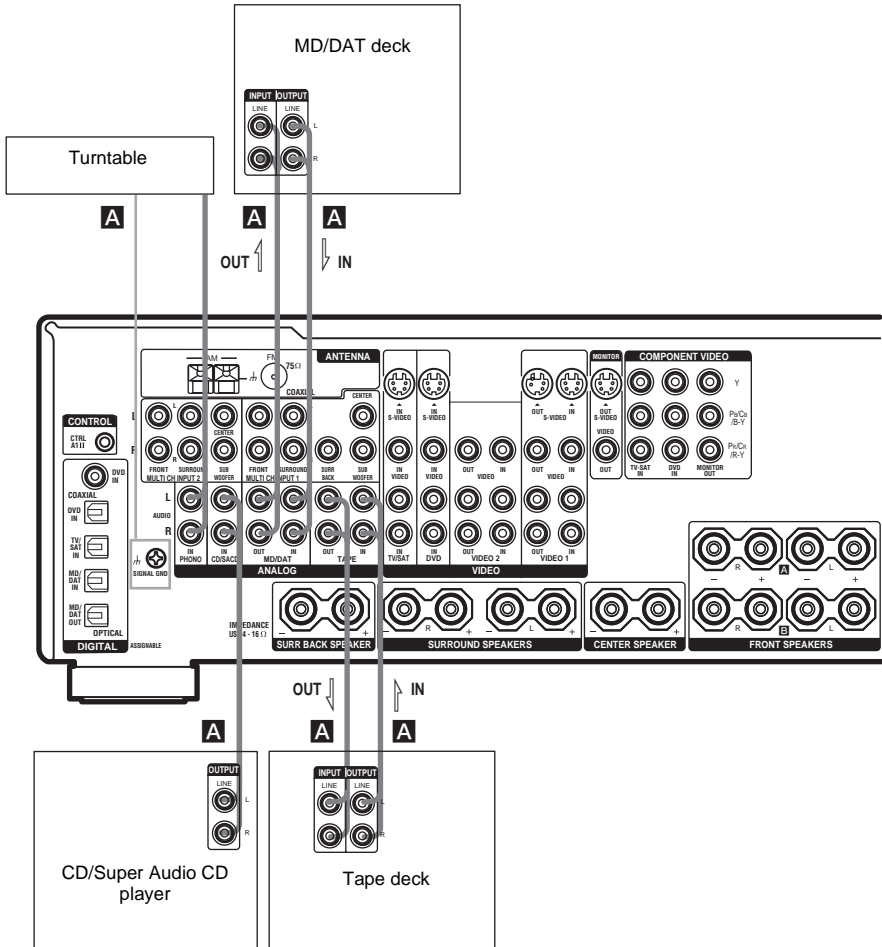 MD/DAT deck
INPUT OUTPUT
LINE LINE
L
R
Turntable
A
A A
OUT IN
AM
FM
75Ω
COAXIAL
ANTENNA
MONITOR
COMPONENT VIDEO
CENTER
IN
S-VIDEO
IN
S-VIDEO
OUT IN
S-VIDEO
OUT
S-VIDEO
Y
PB/CB
/B-Y
PR/CR
/R-Y
L L
R R
CENTER
CONTROL
CTRL
A1II
FRONT SURROUND SUB
WOOFER
FRONT SURROUND SURR
BACK
SUB
WOOFER
MULTI CH INPUT 2 MULTI CH INPUT 1
IN
VIDEO
IN
VIDEO
OUT IN
VIDEO
OUT IN
VIDEO
VIDEO
OUT
TV-SAT
IN
DVD
IN
MONITOR
OUT
DVD
IN
COAXIAL
DVD
IN
TV/
SAT
IN
MD/
DAT
IN
MD/
DAT
OUT
OPTICAL
DIGITAL
ASSIGNABLE
L
AUDIO
R
SIGNAL GND
IN
PHONO
IN
CD/SACD
OUT IN
MD/DAT
OUT IN
TAPE
ANALOG
IN
TV/SAT
IN
DVD
OUT IN
VIDEO 2
OUT IN
VIDEO 1
VIDEO
R A L
– + – +
R B L
IMPEDANCE
USE 4 - 16 Ω
– +
SURR BACK SPEAKER
– R + – L +
SURROUND SPEAKERS
– +
CENTER SPEAKER
FRONT SPEAKERS
OUT IN
A A A
OUTPUT
LINE
L
R
CD/Super Audio CD
player
INPUT OUTPUT
LINE LINE
L
R
Tape deck